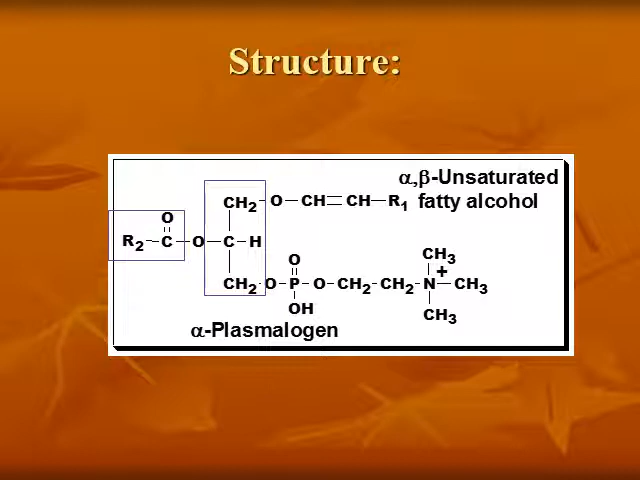 Structure:
α,β-Unsaturated
fatty alcohol
CH2 O CH CH R1
O
R2 C O C H
O CH3
CH2 O P O CH2 CH2 N + CH3
OH CH3
α-Plasmalogen